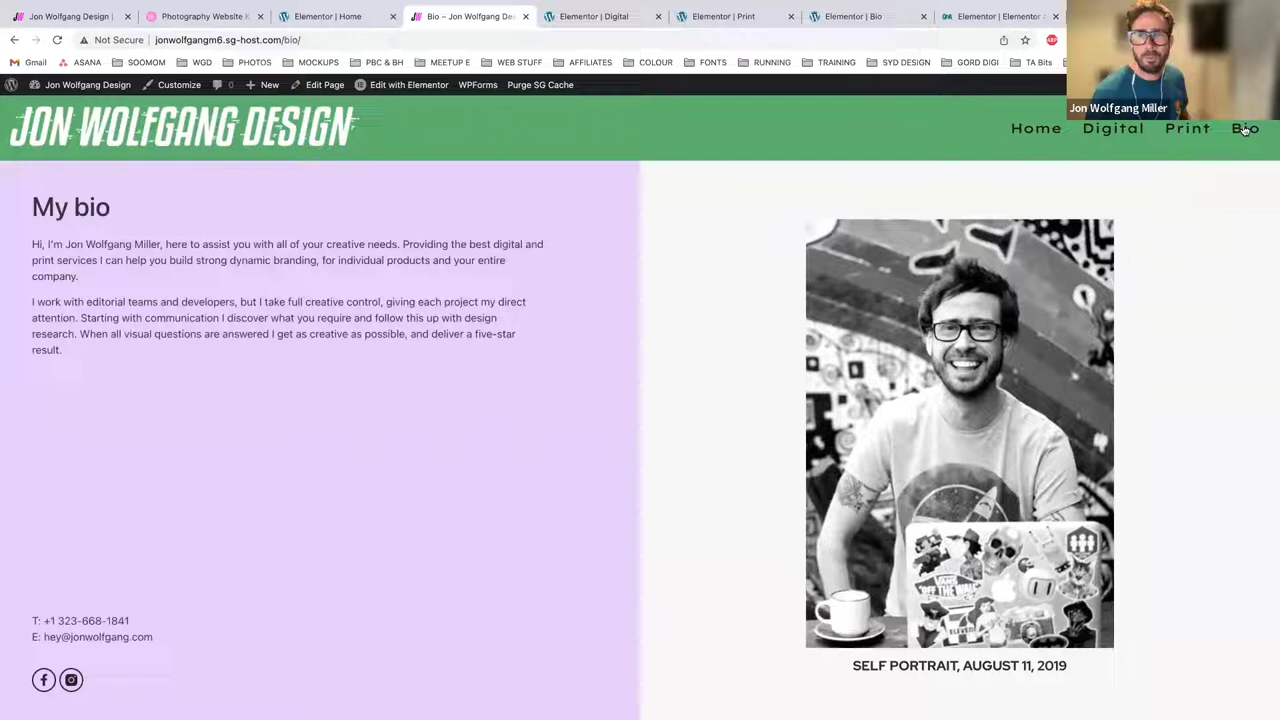 Jon Wolfgang Design |
Photography Website K
Elementor | Home
Bio – Jon Wolfgang Des
Elementor | Digital
Elementor | Print
Elementor | Bio
Elementor | Elementor
Not Secure | jonwolfgangm6.sg-host.com/bio/
ABP
Gmail
ASANA
SOOMOM
WGD
PHOTOS
MOCKUPS
PBC & BH
MEETUP E
WEB STUFF
AFFILIATES
COLOUR
FONTS
RUNNING
TRAINING
SYD DESIGN
GORD DIGI
TA Bits
Jon Wolfgang Design
Customize
0
New
Edit Page
Edit with Elementor
WPForms
Purge SG Cache
Jon Wolfgang Miller
JON WOLFGANG DESIGN
Home
Digital
Print
Bio
My bio
Hi, I'm Jon Wolfgang Miller, here to assist you with all of your creative needs. Providing the best digital and
print services I can help you build strong dynamic branding, for individual products and your entire
company.
I work with editorial teams and developers, but I take full creative control, giving each project my direct
attention. Starting with communication I discover what you require and follow this up with design
research. When all visual questions are answered I get as creative as possible, and deliver a five-star
result.
T: +1 323-668-1841
E: hey@jonwolfgang.com
VANS
"OFF THE WALL"
ELEVEN
SELF PORTRAIT, AUGUST 11, 2019